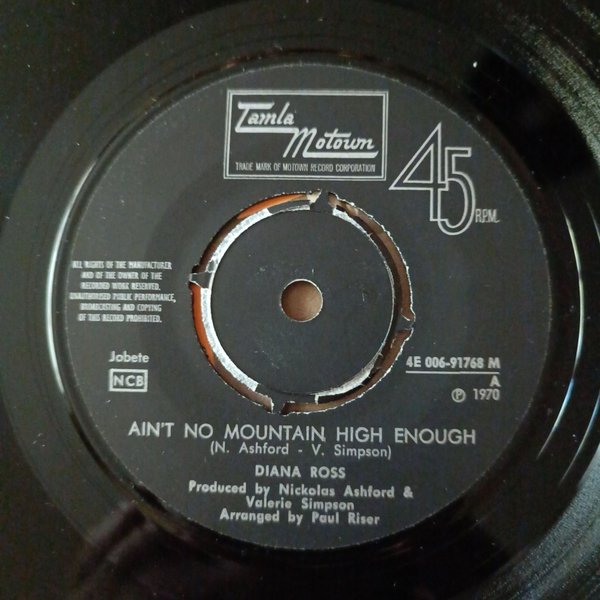 Tamla
Motown
TRADE MARK OF MOTOWN RECORD CORPORATION
45
R.P.M.
ALL RIGHTS OF THE MANUFACTURER
AND OF THE OWNER OF THE
RECORDED WORK RESERVED.
UNAUTHORISED PUBLIC PERFORMANCE,
BROADCASTING AND COPYING
OF THIS RECORD PROHIBITED.
Jobete
NCB
4E 006-91768 M
A
℗ 1970
AIN'T NO MOUNTAIN HIGH ENOUGH
(N. Ashford - V. Simpson)
DIANA ROSS
Produced by Nickolas Ashford &
Valerie Simpson
Arranged by Paul Riser